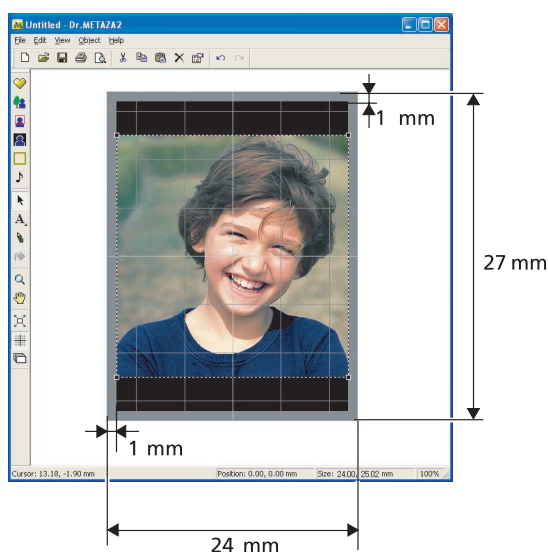 Untitled - Dr.METAZA2
File Edit View Object Help
1 mm
27 mm
1 mm
Cursor: 13.18, -1.90 mm Position: 0.00, 0.00 mm Size: 24.00, 25.02 mm 100%
24 mm